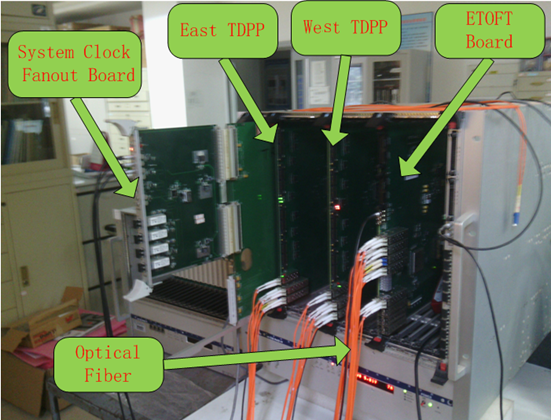 System Clock
Fanout Board
East TDPP
West TDPP
ETOFT
Board
Optical
Fiber